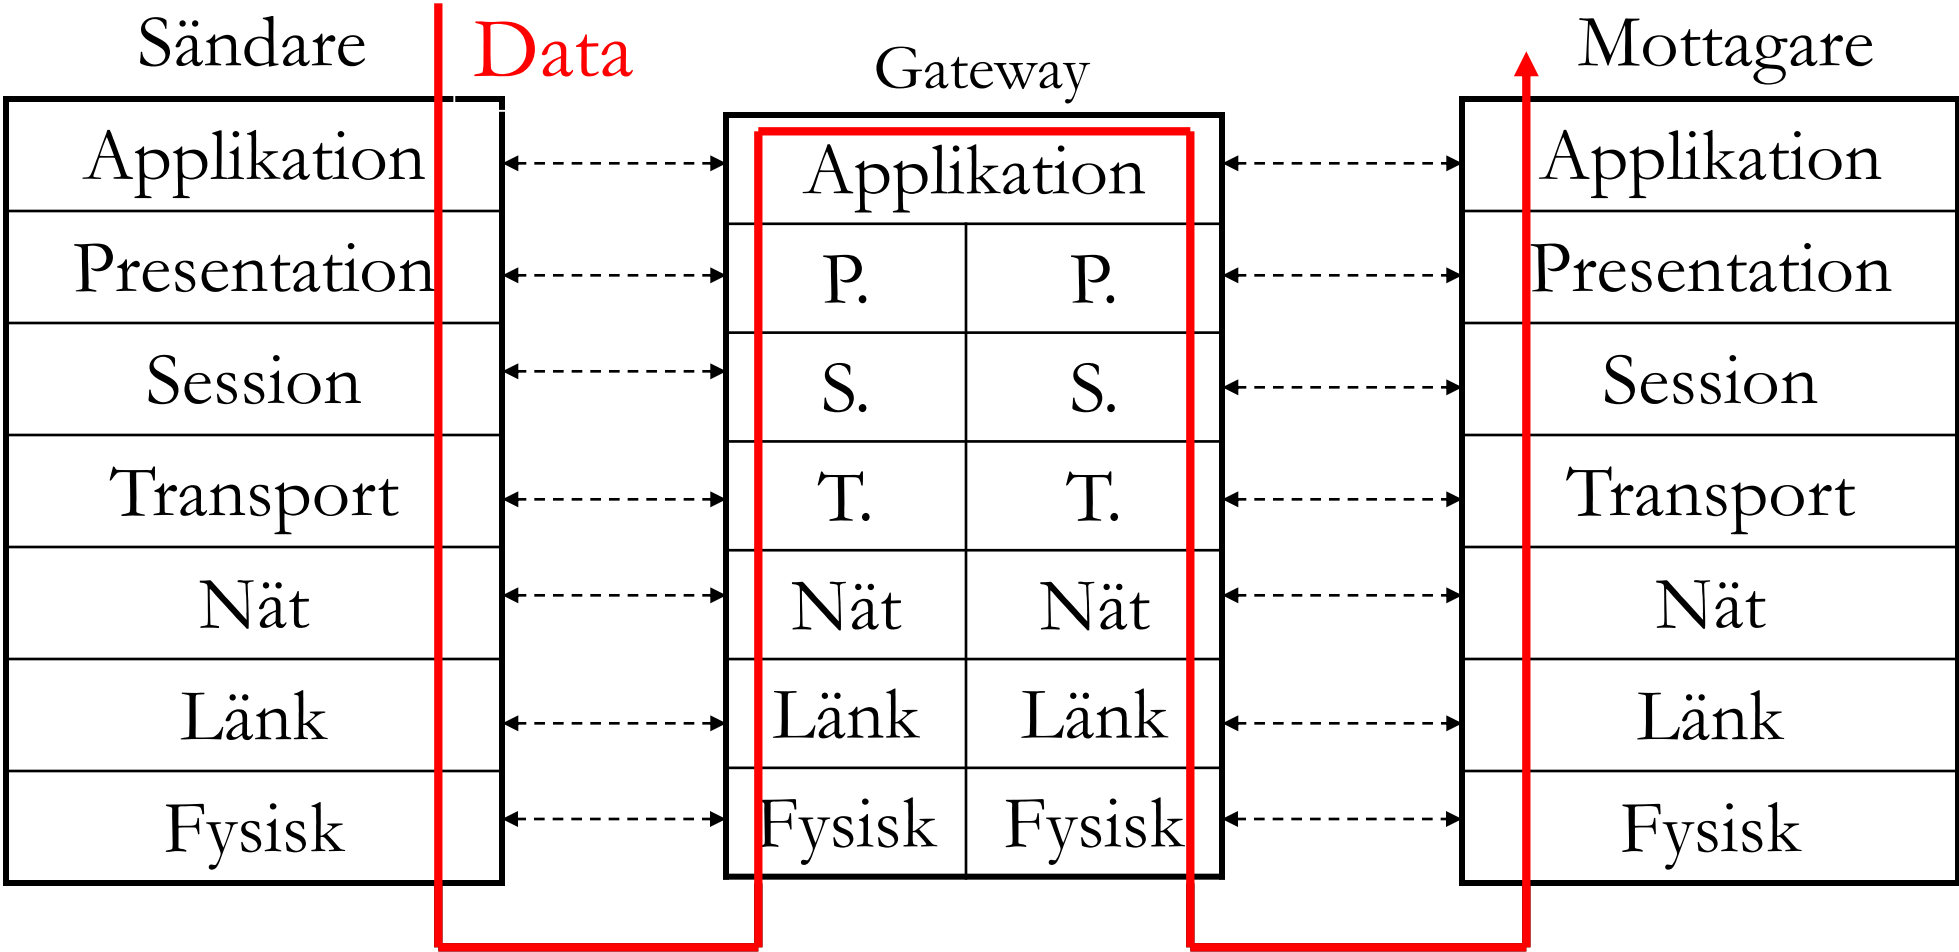 Sändare
Data
Gateway
Mottagare
Applikation
Presentation
Session
Transport
Nät
Länk
Fysisk
Applikation
P. P.
S. S.
T. T.
Nät Nät
Länk Länk
Fysisk Fysisk
Applikation
Presentation
Session
Transport
Nät
Länk
Fysisk